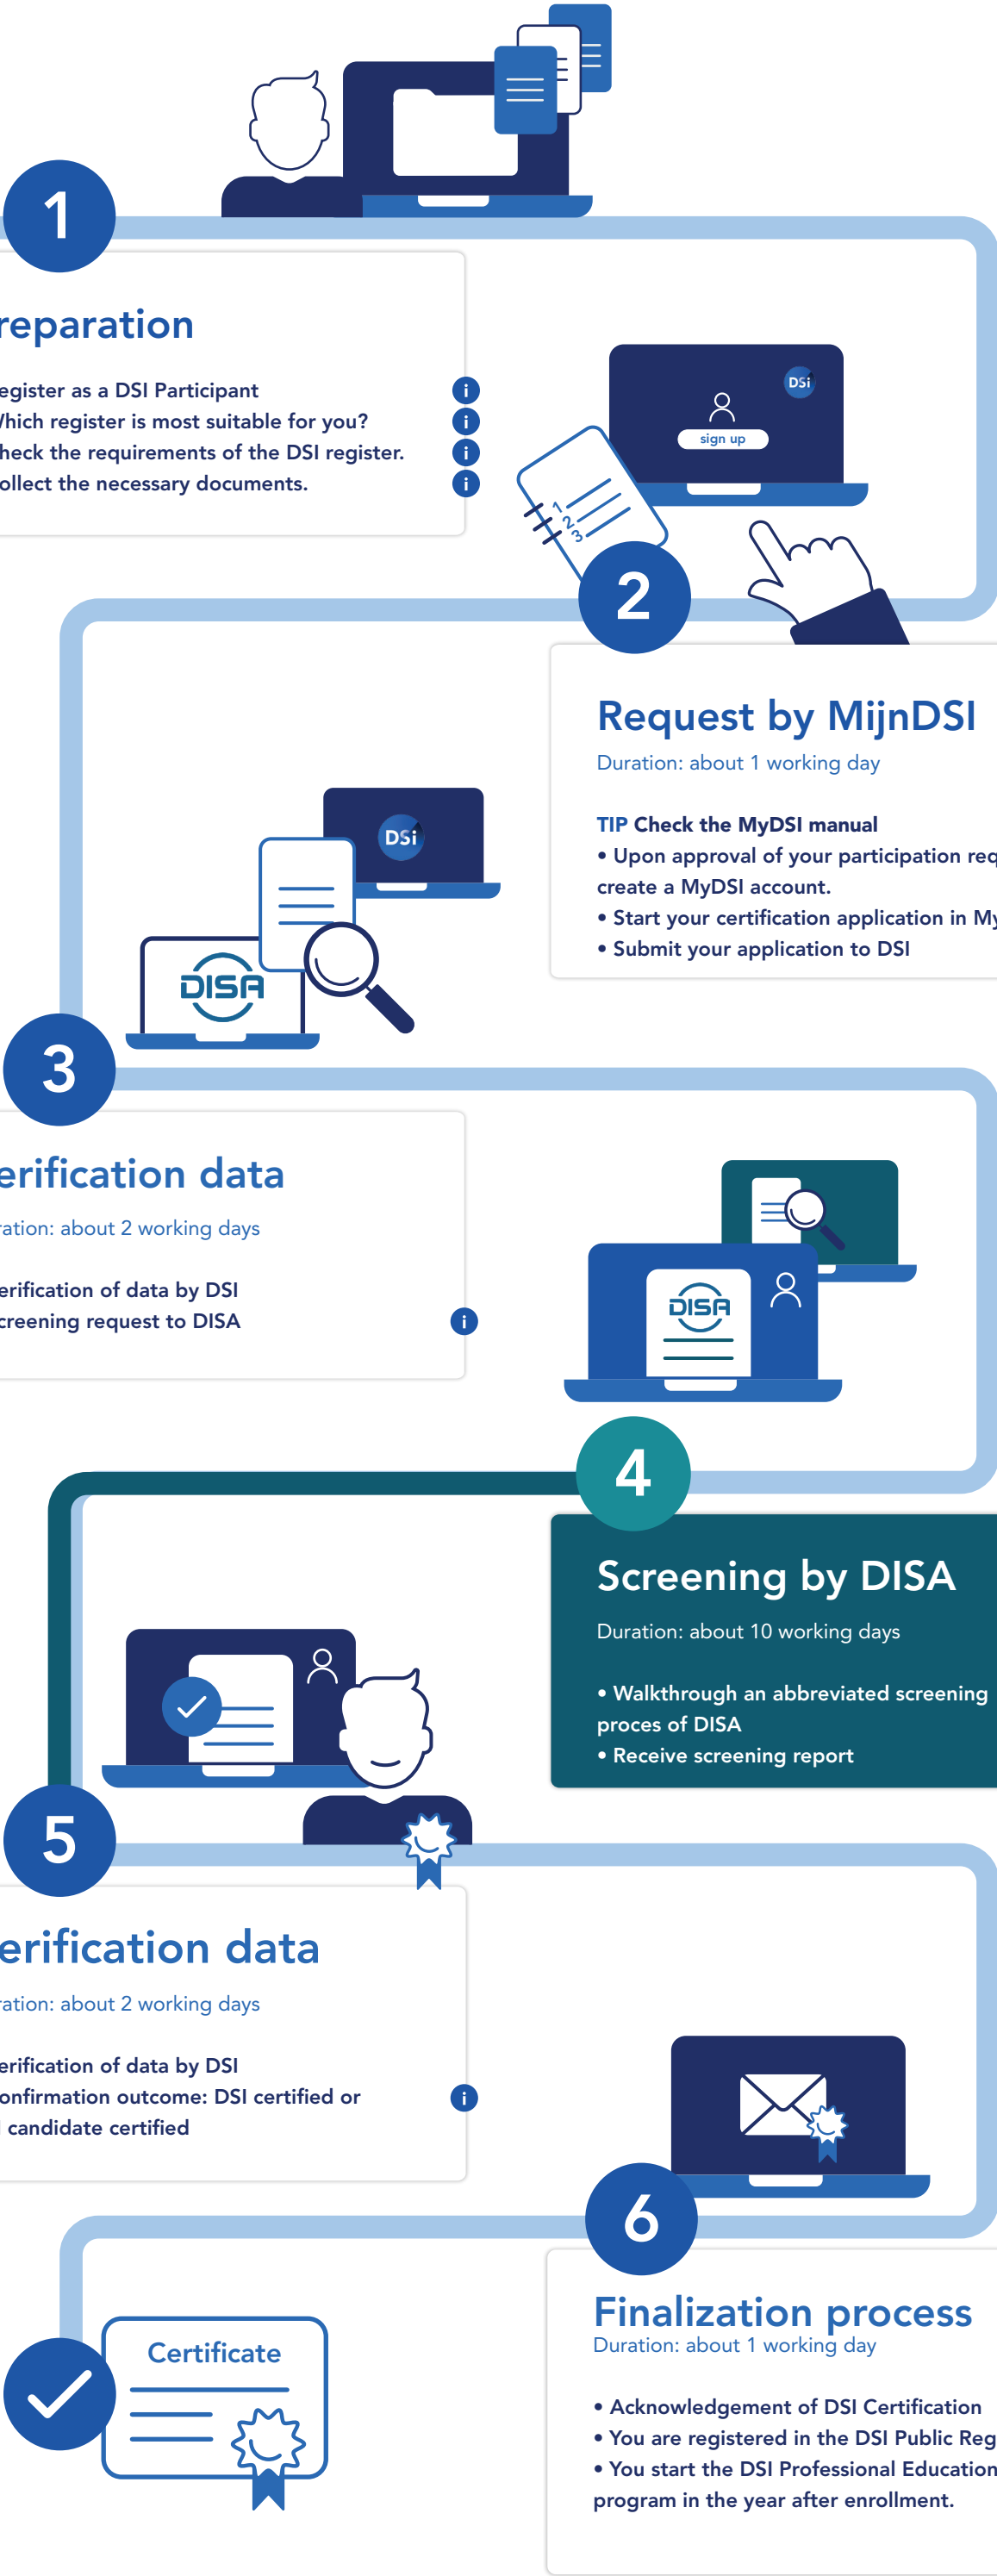 1
reparation
egister as a DSI Participant
hich register is most suitable for you?
heck the requirements of the DSI register.
ollect the necessary documents.
i
i
i
i
DSi
sign up
1
2
3
2
Request by MijnDSI
Duration: about 1 working day
TIP Check the MyDSI manual
• Upon approval of your participation req
create a MyDSI account.
• Start your certification application in My
• Submit your application to DSI
DSi
DISA
3
erification data
ration: about 2 working days
erification of data by DSI
creening request to DISA
i
DISA
4
Screening by DISA
Duration: about 10 working days
• Walkthrough an abbreviated screening
proces of DISA
• Receive screening report
5
erification data
ration: about 2 working days
erification of data by DSI
onfirmation outcome: DSI certified or
candidate certified
i
6
Finalization process
Duration: about 1 working day
• Acknowledgement of DSI Certification
• You are registered in the DSI Public Reg
• You start the DSI Professional Education
program in the year after enrollment.
Certificate